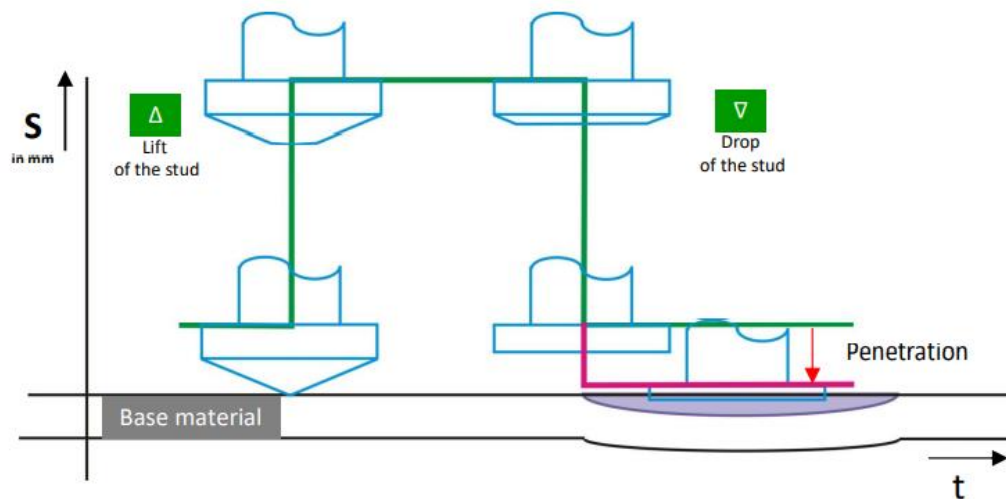 S
in mm
Δ
Lift
of the stud
∇
Drop
of the stud
Penetration
Base material
t